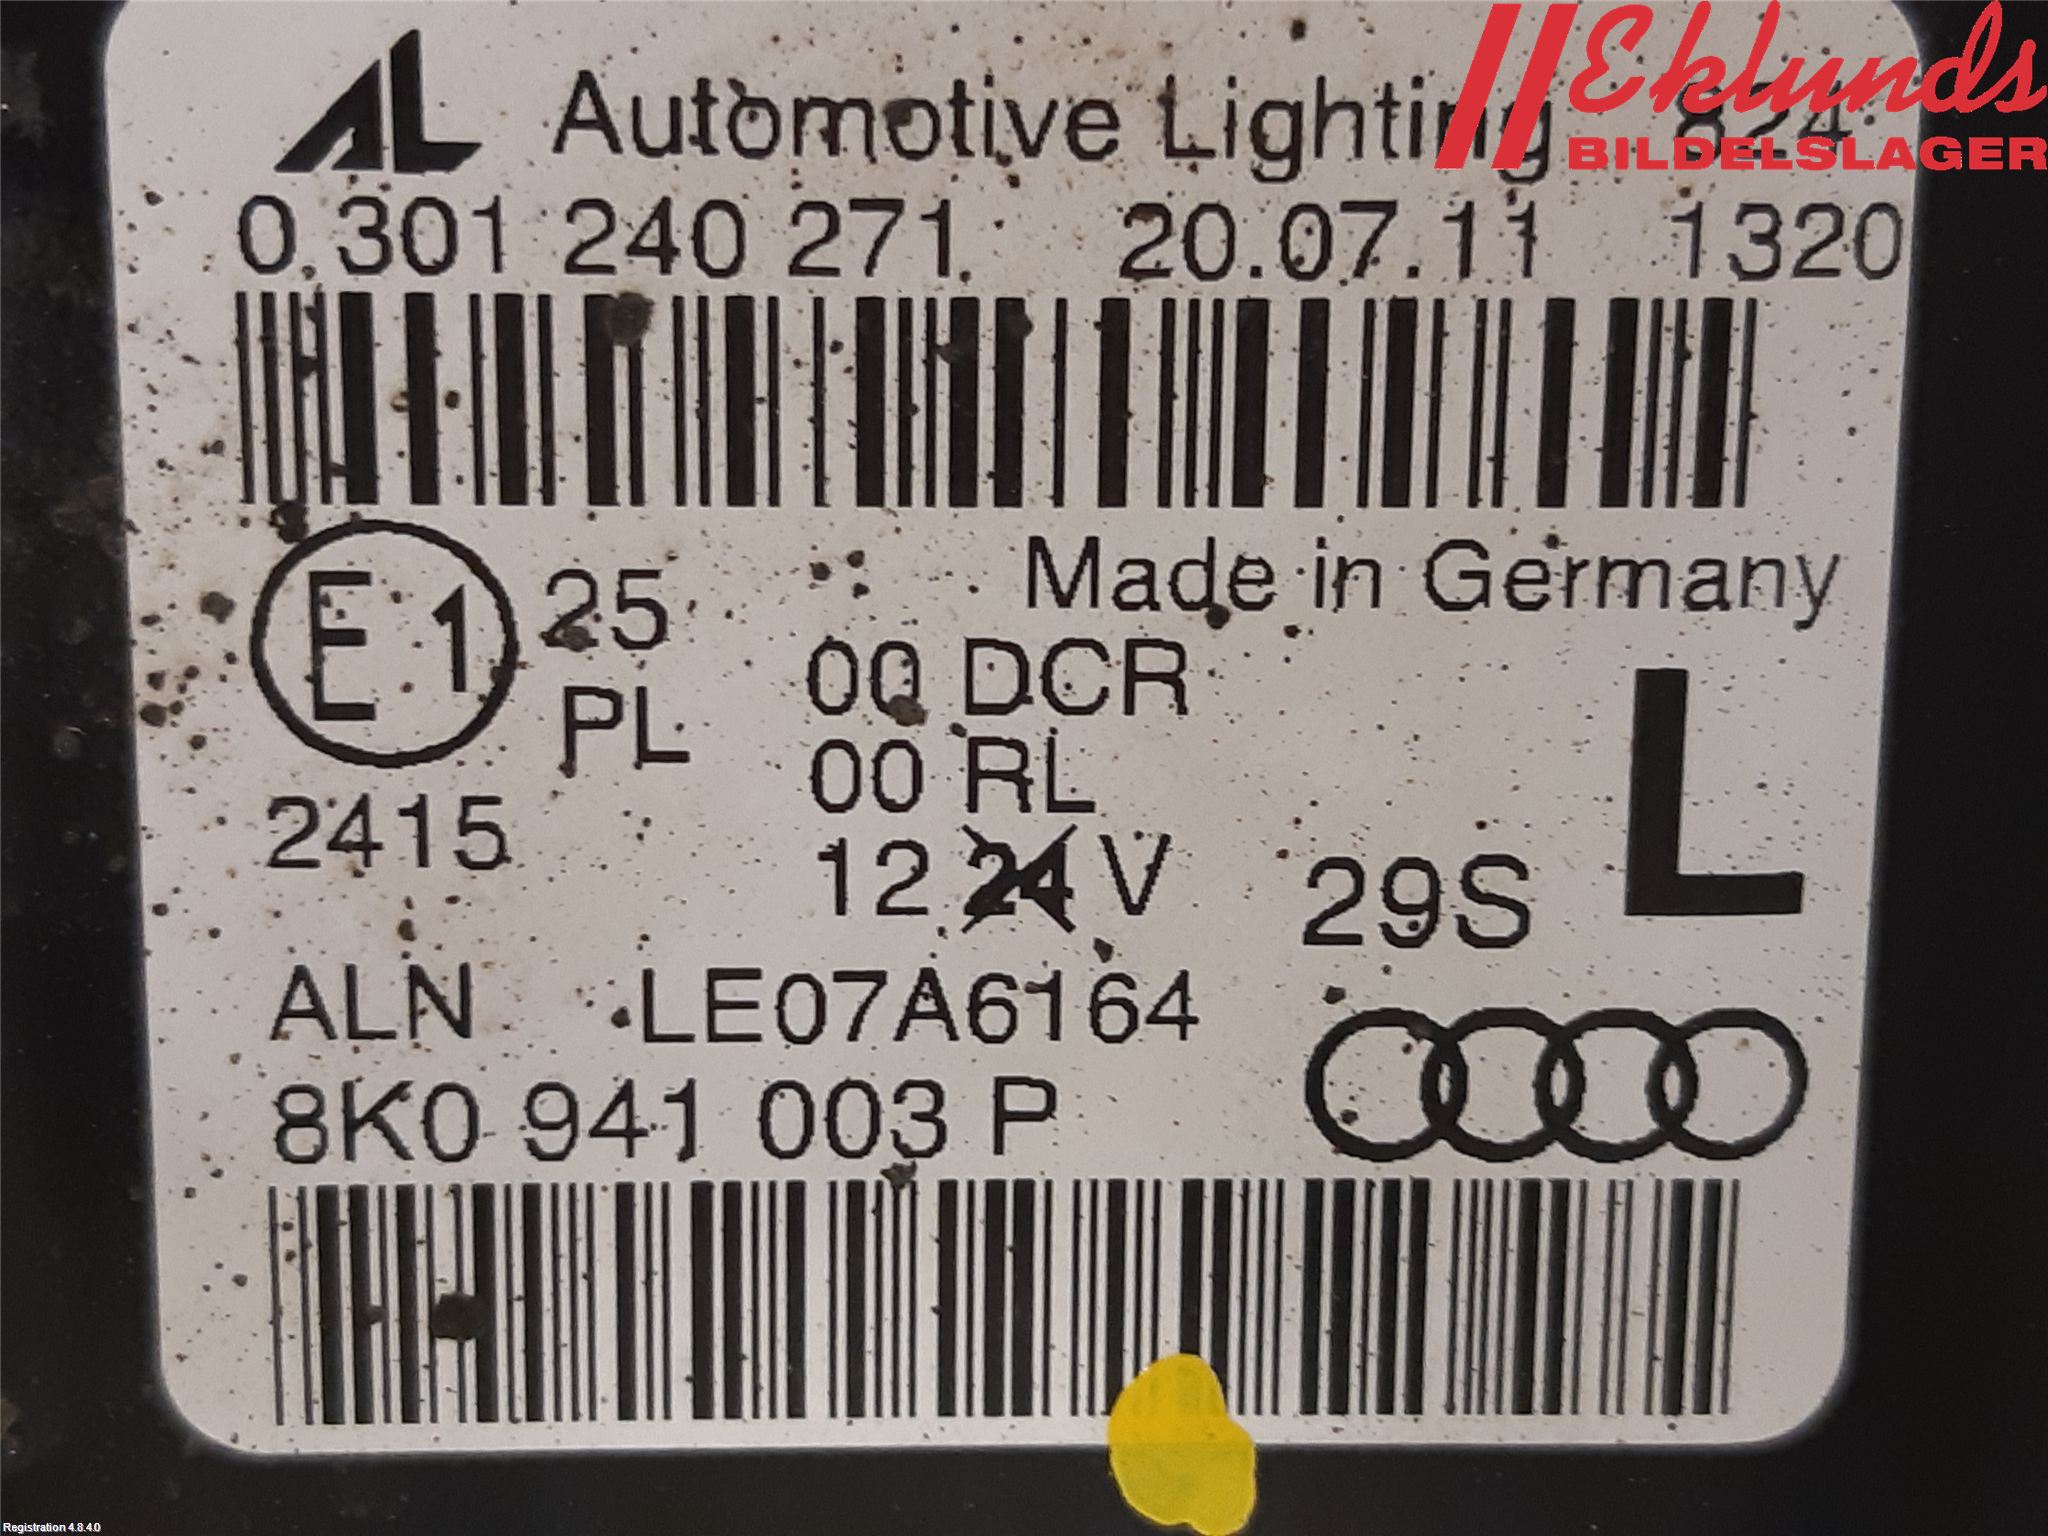 AL Automotive Lighting 824
Eklunds
BILDELSLAGER
0 301 240 271 20.07.11 1320
Made in Germany
E1 25
PL
00 DCR
00 RL
2415
12 24 V
29S
L
ALN LE07A6164
8K0 941 003 P
Registration 4.8.4.0